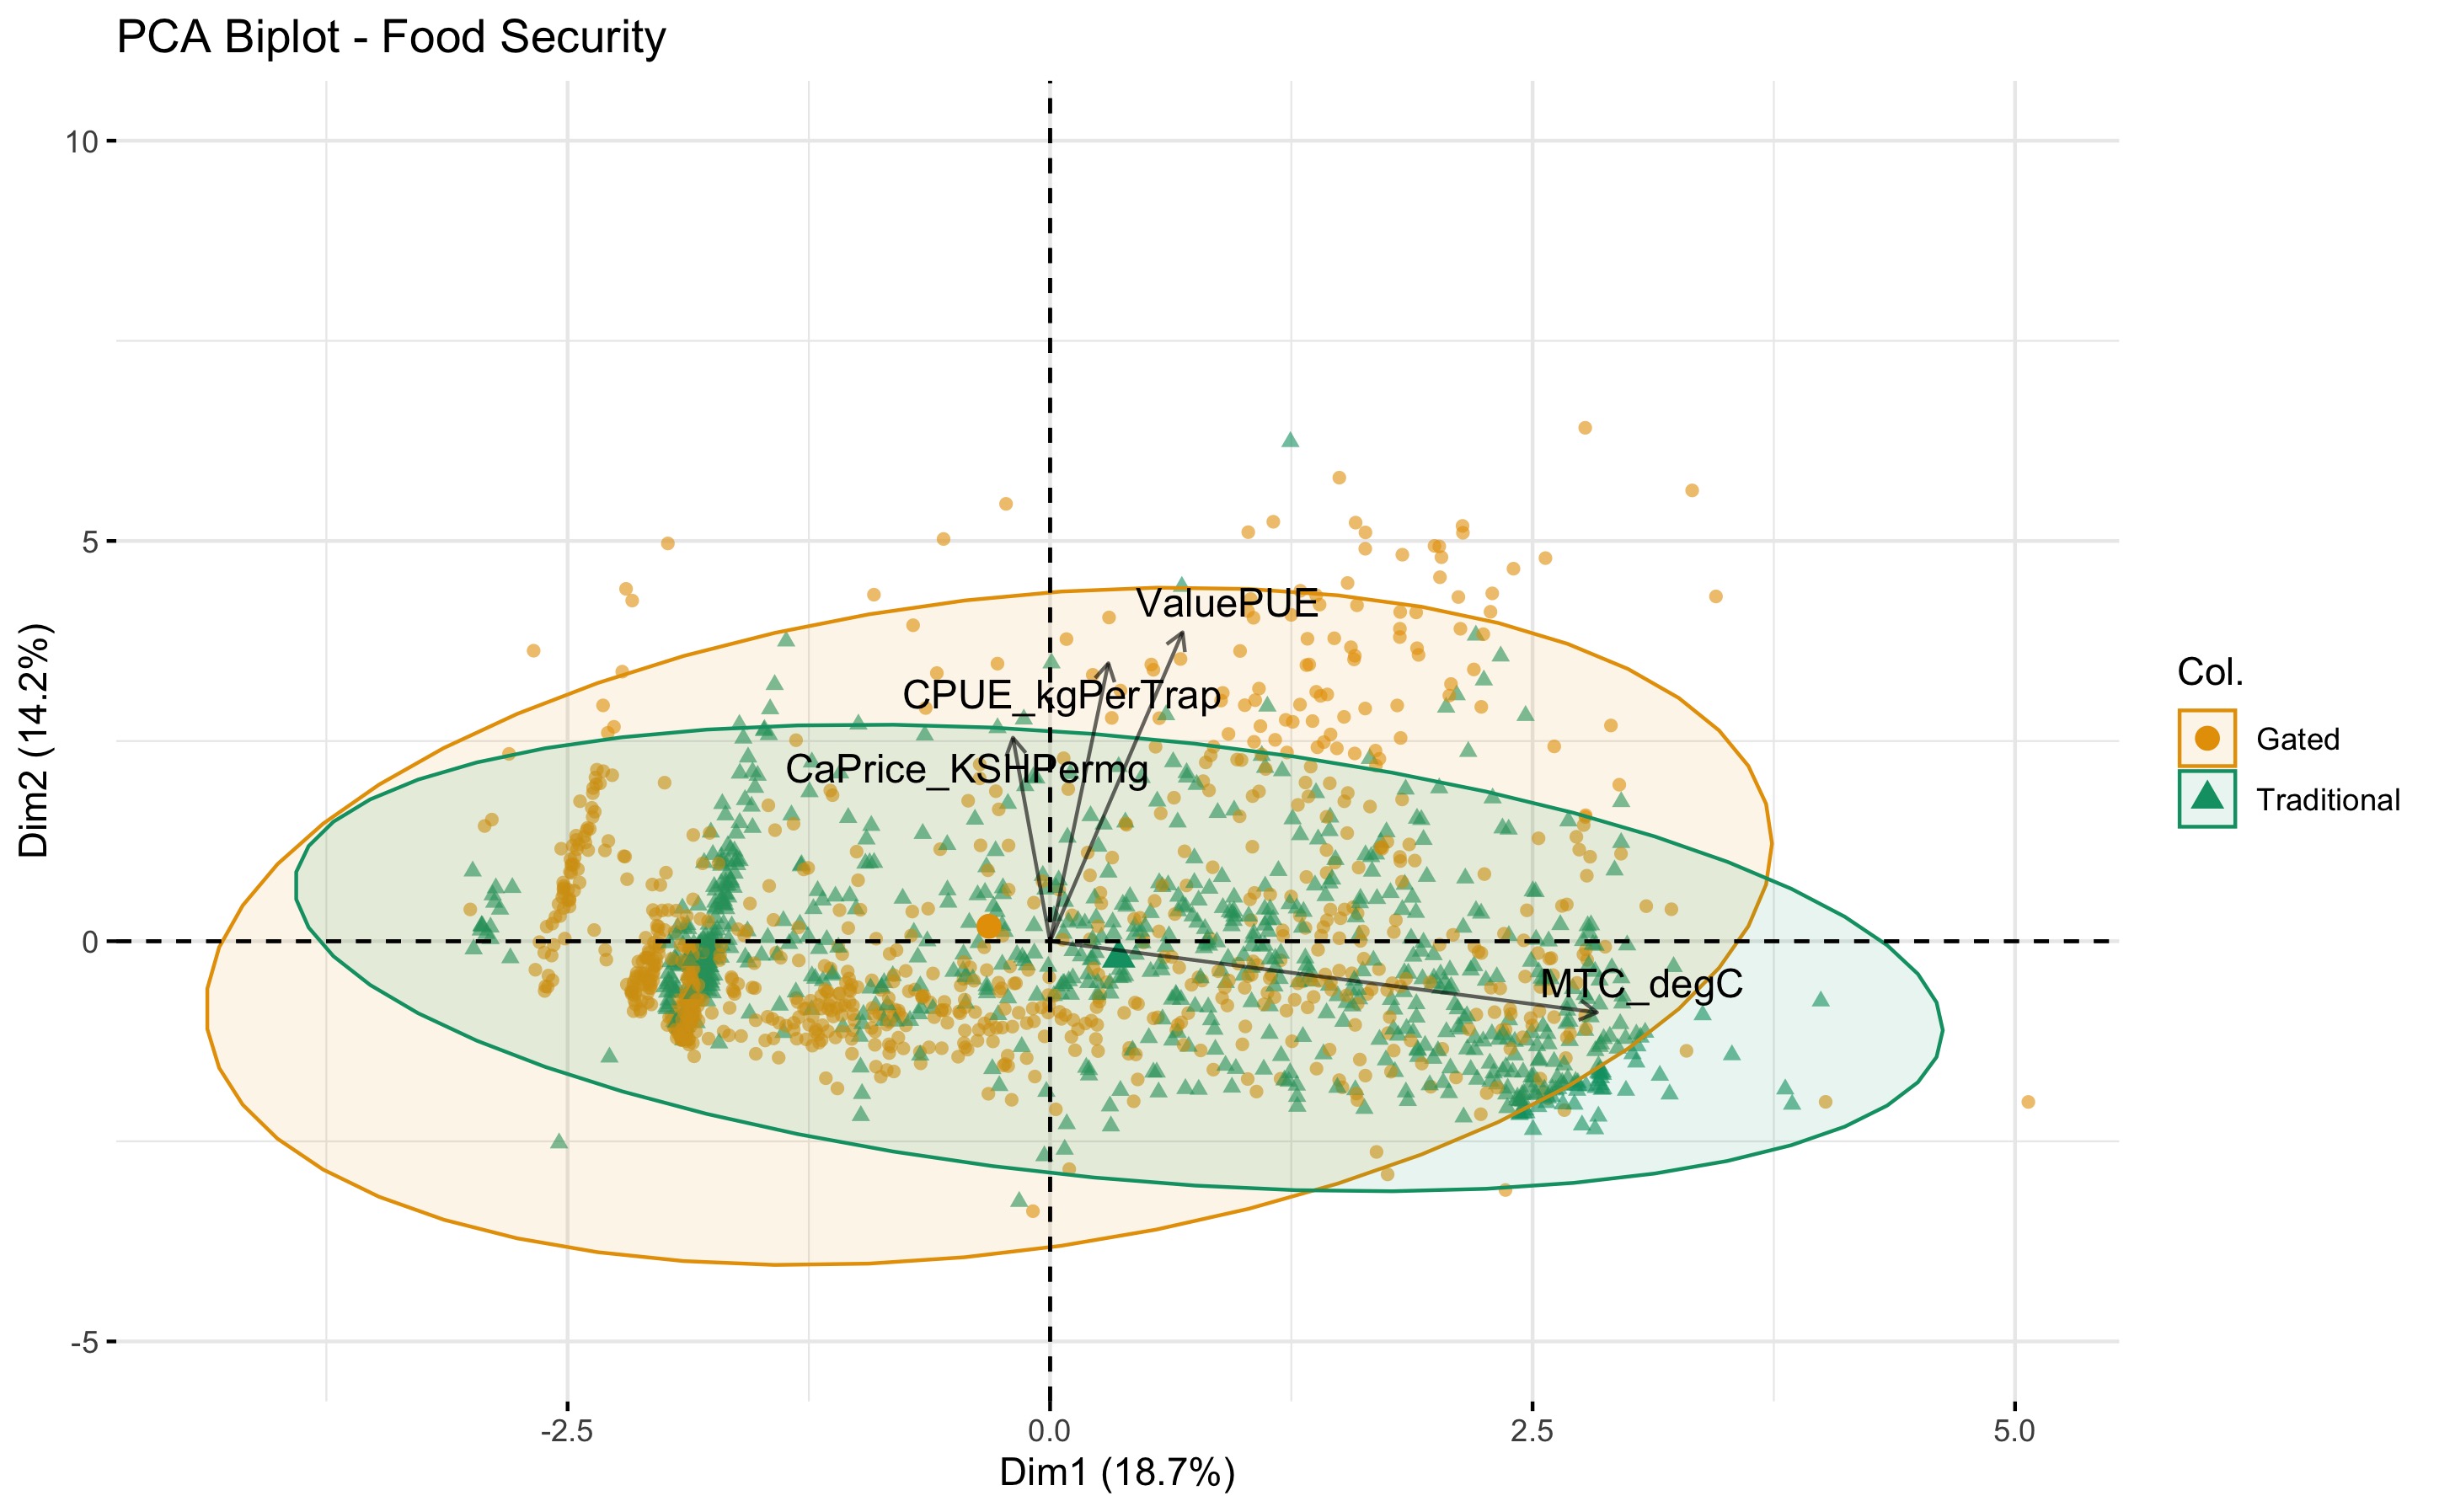 PCA Biplot - Food Security
Dim2 (14.2%)
10
5
0
-5
ValuePUE
CPUE_kgPerTrap
CaPrice_KSHPermg
MTC_degC
-2.5
0.0
2.5
5.0
Dim1 (18.7%)
Col.
Gated
Traditional